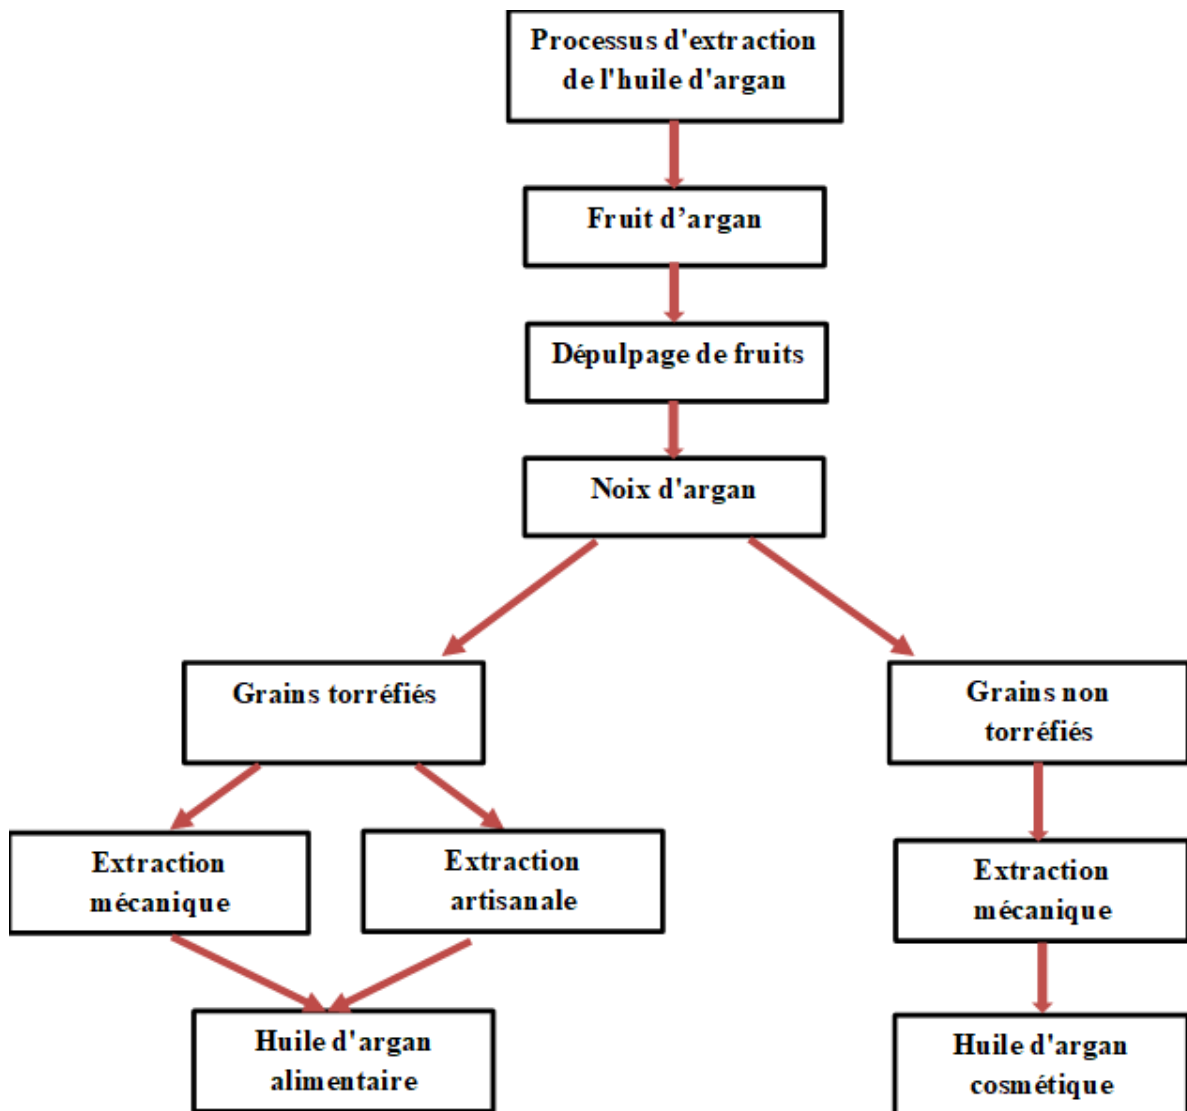 Processus d'extraction
de l'huile d'argan
Fruit d’argan
Dépulpage de fruits
Noix d'argan
Grains torréfiés
Grains non
torréfiés
Extraction
mécanique
Extraction
artisanale
Extraction
mécanique
Huile d'argan
alimentaire
Huile d'argan
cosmétique